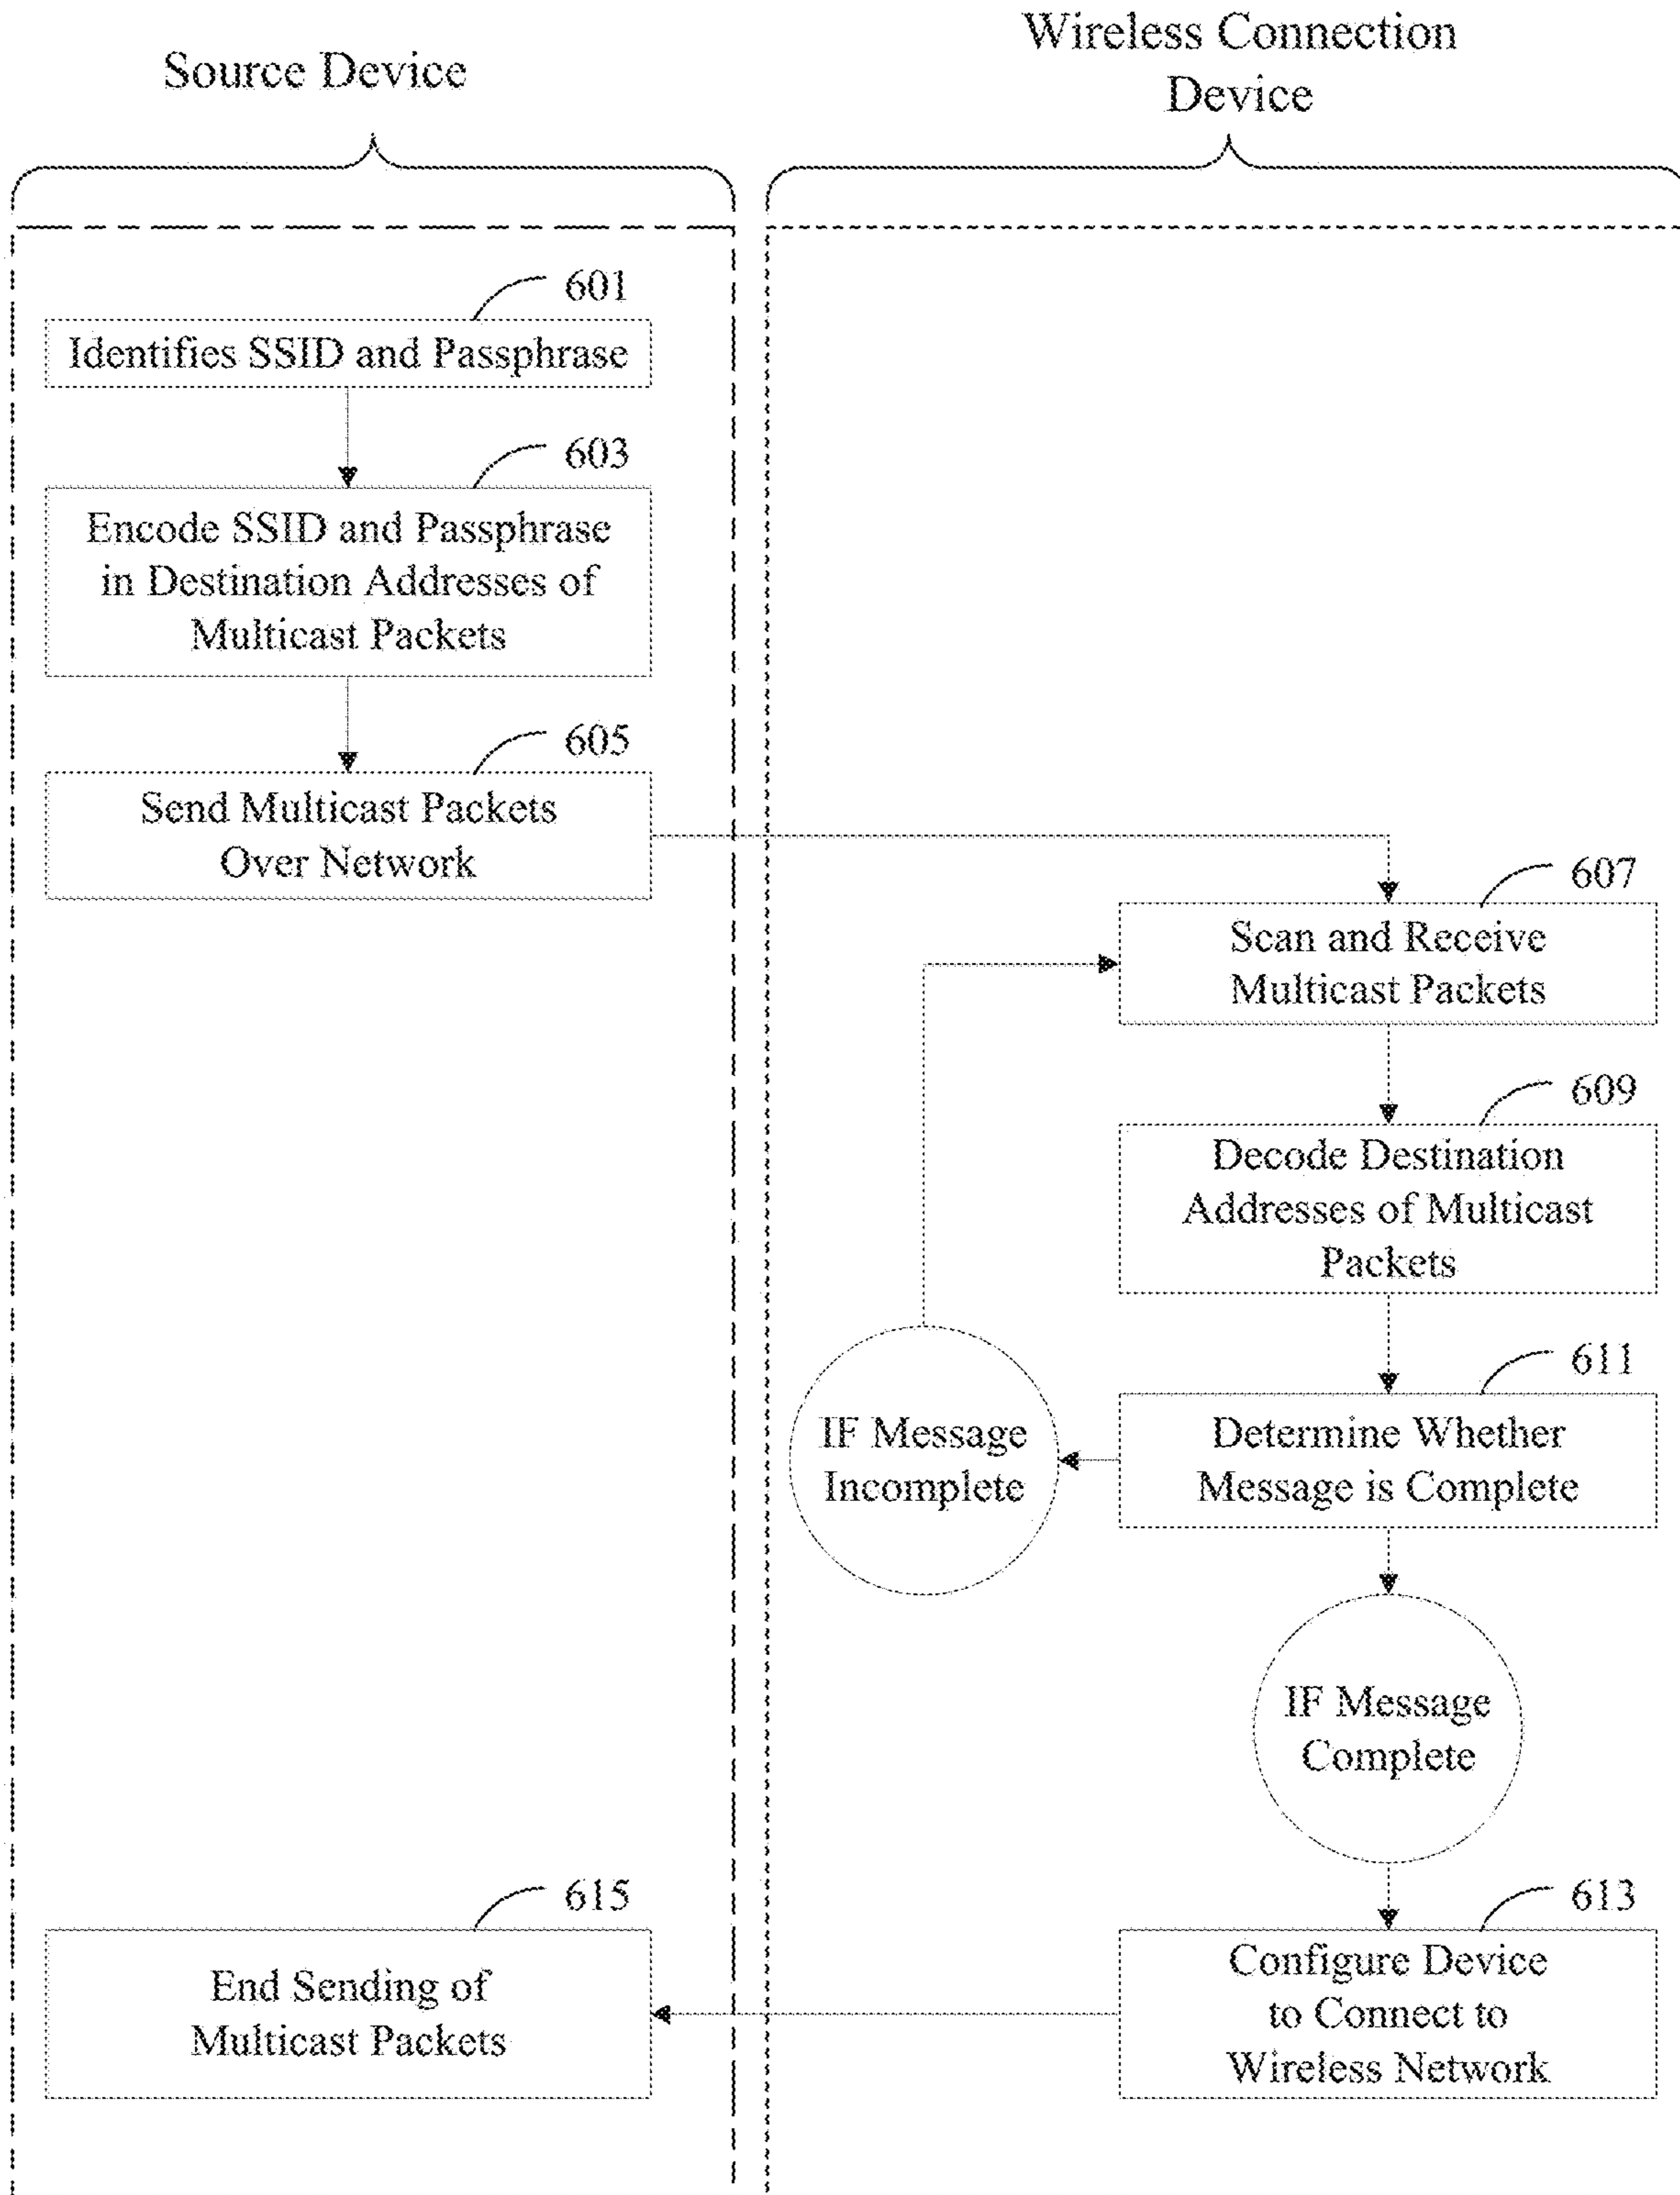 Source Device
Wireless Connection
Device
601
Identifies SSID and Passphrase
603
Encode SSID and Passphrase
in Destination Addresses of
Multicast Packets
605
Send Multicast Packets
Over Network
607
Scan and Receive
Multicast Packets
609
Decode Destination
Addresses of Multicast
Packets
611
Determine Whether
Message is Complete
IF Message
Incomplete
IF Message
Complete
613
Configure Device
to Connect to
Wireless Network
615
End Sending of
Multicast Packets